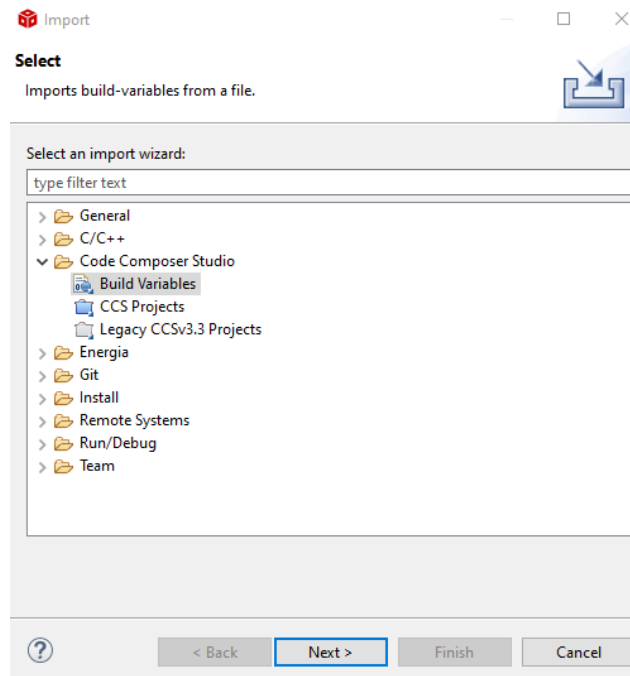 Import
Select
Imports build-variables from a file.
Select an import wizard:
type filter text
General
C/C++
Code Composer Studio
Build Variables
CCS Projects
Legacy CCSv3.3 Projects
Energia
Git
Install
Remote Systems
Run/Debug
Team
? < Back Next > Finish Cancel